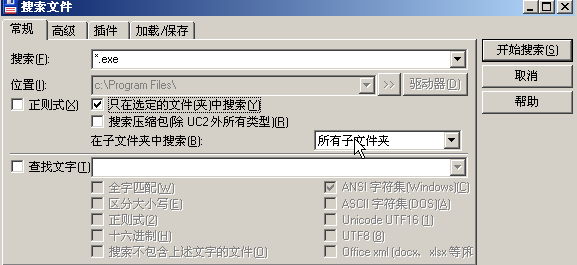 搜索文件
常规 高级 插件 加载/保存
搜索(F): *.exe 开始搜索(S)
位置(I): c:\Program Files\ >> 驱动器(D) 取消
正则式(X) 只在选定的文件(夹)中搜索(Y) 帮助
搜索压缩包(除 UC2 外所有类型)(R)
在子文件夹中搜索(B): 所有子文件夹
查找文字(T)
全字匹配(W) ANSI 字符集(Windows)(C)
区分大小写(E) ASCII 字符集(DOS)(A)
正则式(2) Unicode UTF16 (1)
十六进制(H) UTF8 (8)
搜索不包含上述文字的文件(O) Office xml (docx, xlsx 等)